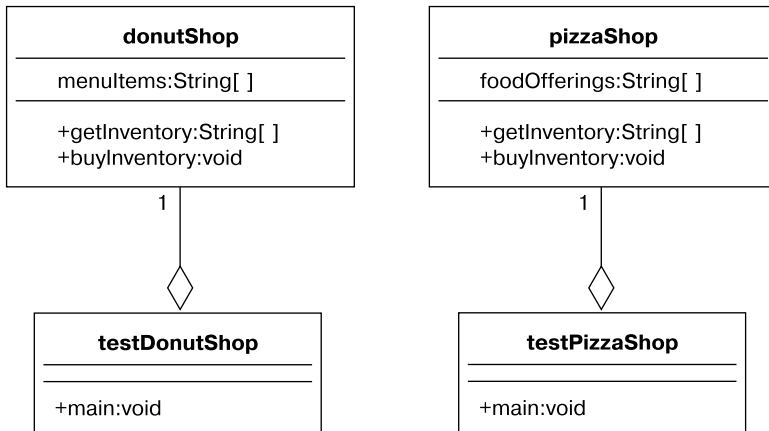 donutShop
menuItems:String[ ]
+getInventory:String[ ]
+buyInventory:void
1
testDonutShop
+main:void
pizzaShop
foodOfferings:String[ ]
+getInventory:String[ ]
+buyInventory:void
1
testPizzaShop
+main:void